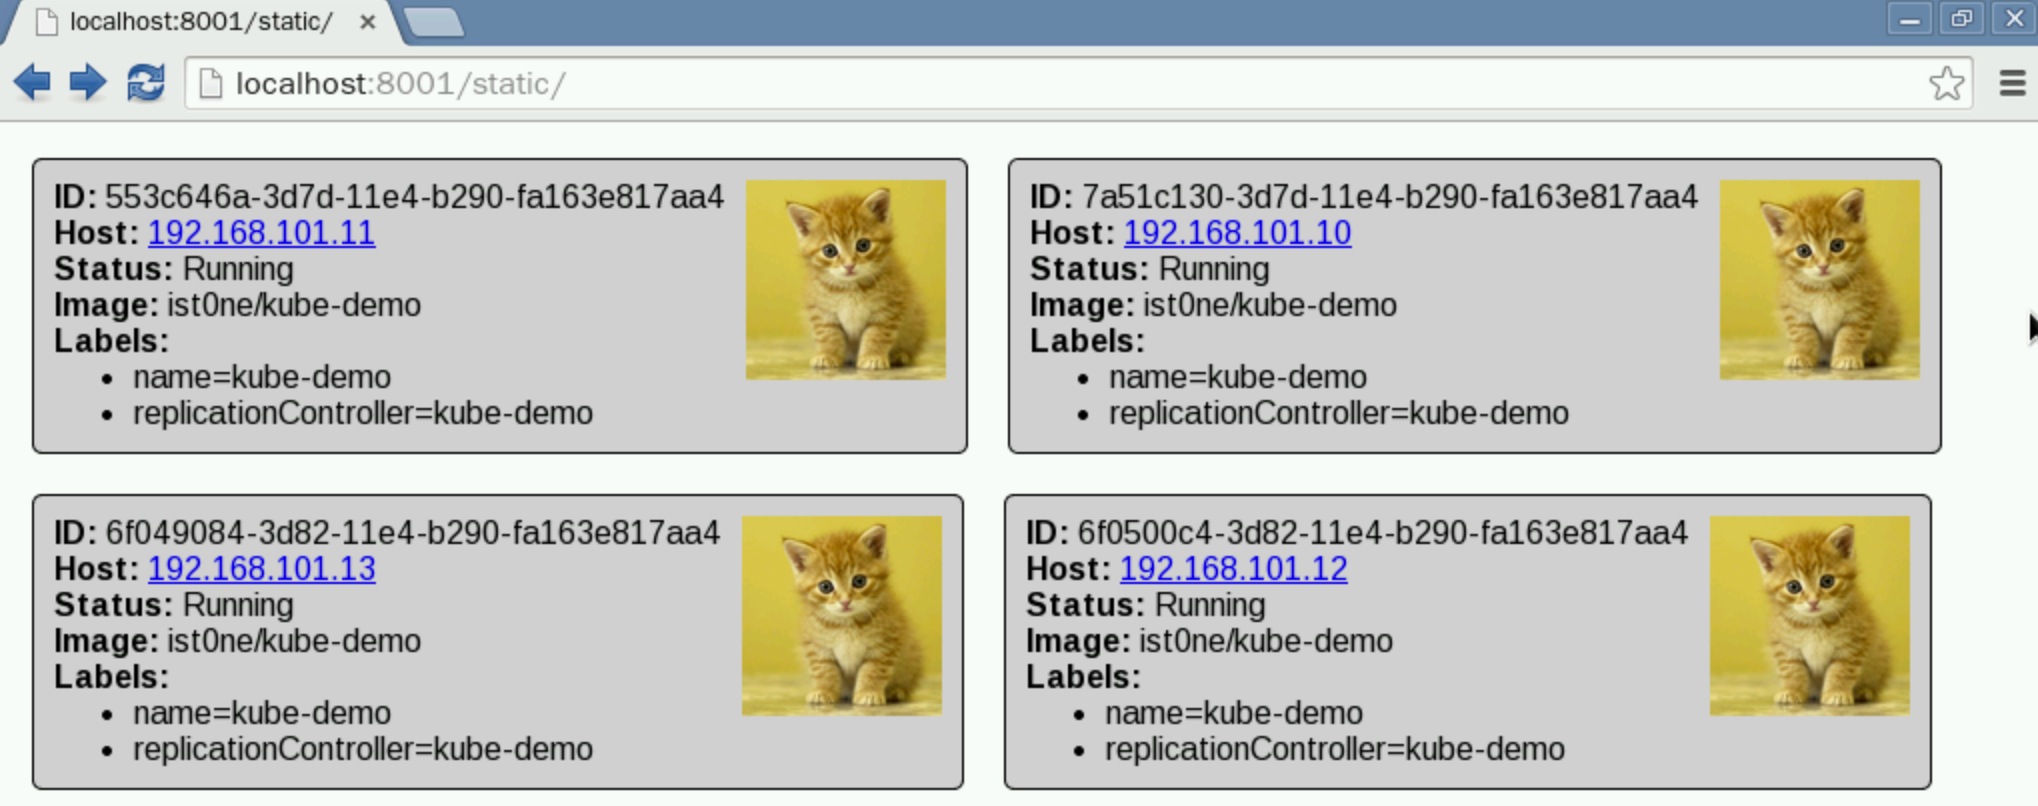 localhost:8001/static/
localhost:8001/static/
ID: 553c646a-3d7d-11e4-b290-fa163e817aa4
Host: 192.168.101.11
Status: Running
Image: ist0ne/kube-demo
Labels:
• name=kube-demo
• replicationController=kube-demo
ID: 7a51c130-3d7d-11e4-b290-fa163e817aa4
Host: 192.168.101.10
Status: Running
Image: ist0ne/kube-demo
Labels:
• name=kube-demo
• replicationController=kube-demo
ID: 6f049084-3d82-11e4-b290-fa163e817aa4
Host: 192.168.101.13
Status: Running
Image: ist0ne/kube-demo
Labels:
• name=kube-demo
• replicationController=kube-demo
ID: 6f0500c4-3d82-11e4-b290-fa163e817aa4
Host: 192.168.101.12
Status: Running
Image: ist0ne/kube-demo
Labels:
• name=kube-demo
• replicationController=kube-demo